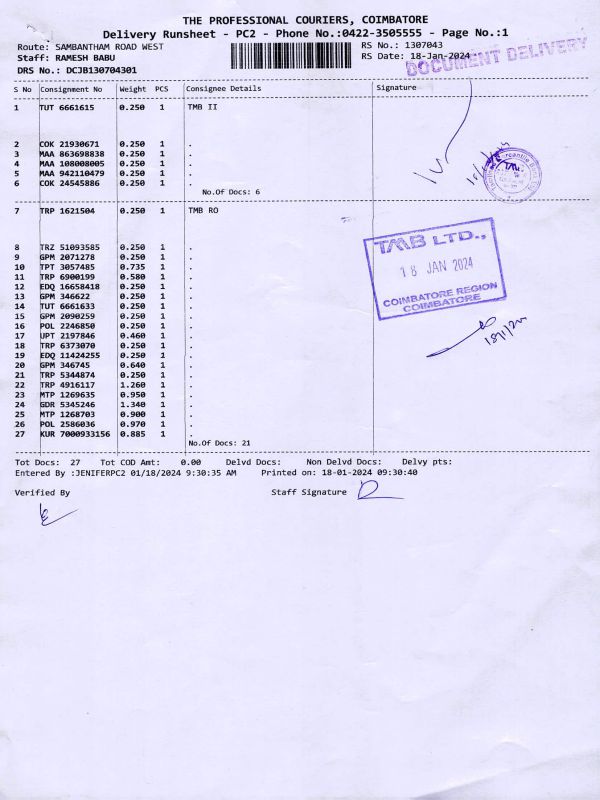 THE PROFESSIONAL COURIERS, COIMBATORE
Delivery Runsheet - PC2 - Phone No.:0422-3505555 - Page No.:1
Route: SAMBANTHAM ROAD WEST
RS No.: 1307043
Staff: RAMESH BABU
RS Date: 18-Jan-2024
DOCUMENT DELIVERY
DRS No.: DCJB130704301
S No Consignment No Weight PCS Consignee Details Signature
1 TUT 6661615 0.250 1 TMB II
2 COK 21930671 0.250 1 .
3 MAA 863698838 0.250 1 .
4 MAA 108008005 0.250 1 .
5 MAA 942110479 0.250 1 .
6 COK 24545886 0.250 1 .
No.Of Docs: 6
7 TRP 1621504 0.250 1 TMB RO
TMB LTD.,
18 JAN 2024
COIMBATORE REGION
COIMBATORE
8 TRZ 51093585 0.250 1 .
9 GPM 2071278 0.250 1 .
10 TPT 3057485 0.735 1 .
11 TRP 6900199 0.580 1 .
12 EDQ 16658418 0.250 1 .
13 GPM 346622 0.250 1 .
14 TUT 6661633 0.250 1 .
15 GPM 2090259 0.250 1 .
16 POL 2246850 0.250 1 .
17 UPT 2197846 0.460 1 .
18 TRP 6373070 0.250 1 .
19 EDQ 11424255 0.250 1 .
20 GPM 346745 0.640 1 .
21 TRP 5344874 0.250 1 .
22 TRP 4916117 1.260 1 .
23 MTP 1269635 0.950 1 .
24 GDR 5345246 1.340 1 .
25 MTP 1268703 0.900 1 .
26 POL 2586036 0.970 1 .
27 KUR 7000933156 0.885 1 .
No.Of Docs: 21
Tot Docs: 27 Tot COD Amt: 0.00 Delvd Docs: Non Delvd Docs: Delvy pts:
Entered By :JENIFERPC2 01/18/2024 9:30:35 AM Printed on: 18-01-2024 09:30:40
Verified By
Staff Signature